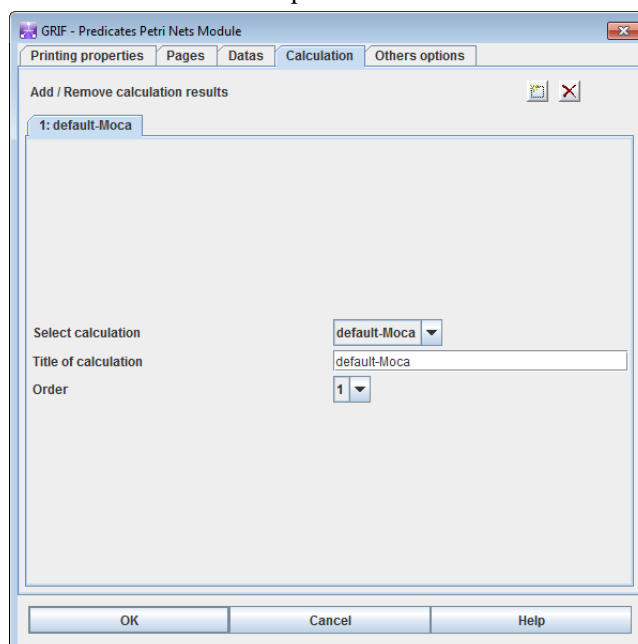 GRIF - Predicates Petri Nets Module
Printing properties Pages Datas Calculation Others options
Add / Remove calculation results
1: default-Moca
Select calculation default-Moca
Title of calculation default-Moca
Order 1
OK Cancel Help